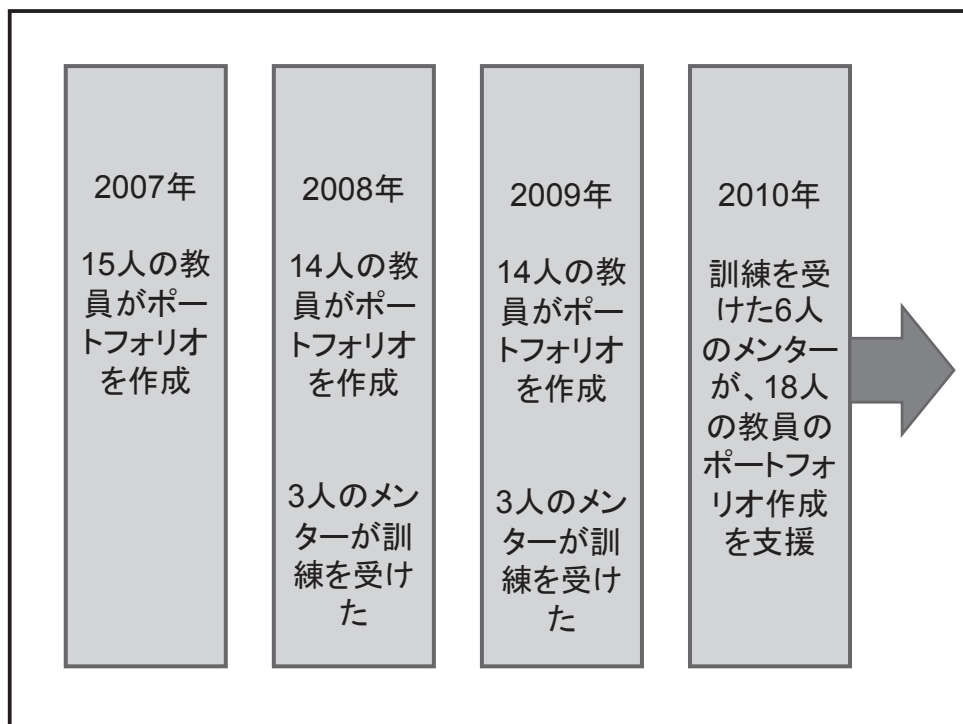 2007年
15人の教
員がポー
トフォリオ
を作成
2008年
14人の教
員がポー
トフォリオ
を作成
3人のメン
ターが訓
練を受け
た
2009年
14人の教
員がポー
トフォリオ
を作成
3人のメン
ターが訓
練を受け
た
2010年
訓練を受
けた6人
のメンター
が、18人
の教員の
ポートフォ
リオ作成
を支援